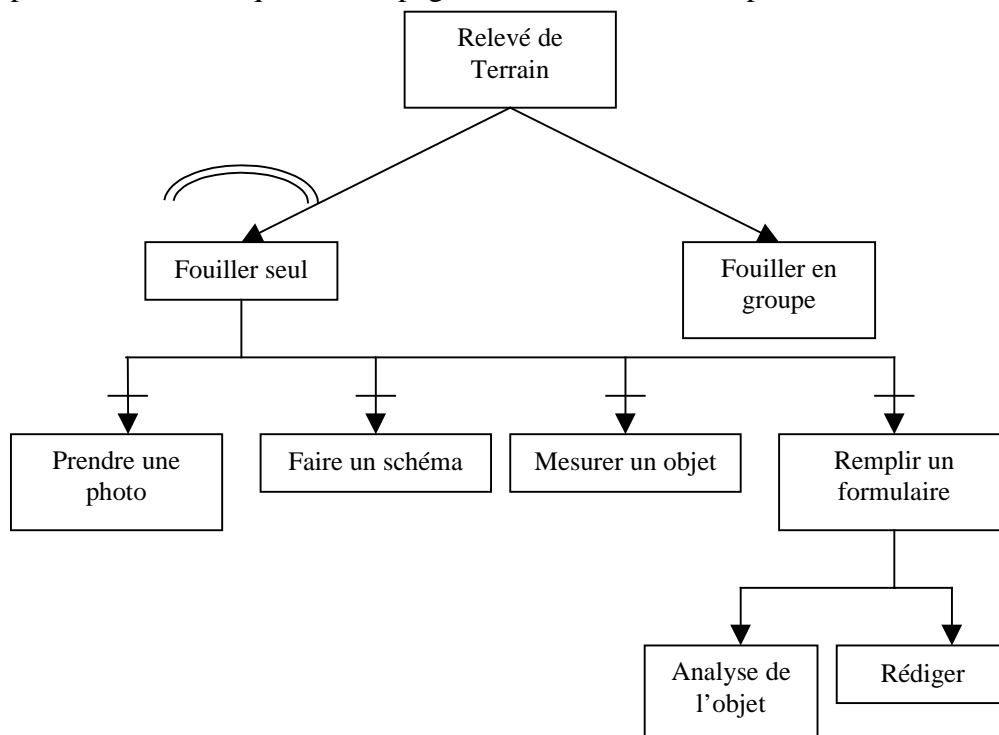 Relevé de
Terrain
Fouiller seul
Fouiller en
groupe
Prendre une
photo
Faire un schéma
Mesurer un objet
Remplir un
formulaire
Analyse de
l’objet
Rédiger